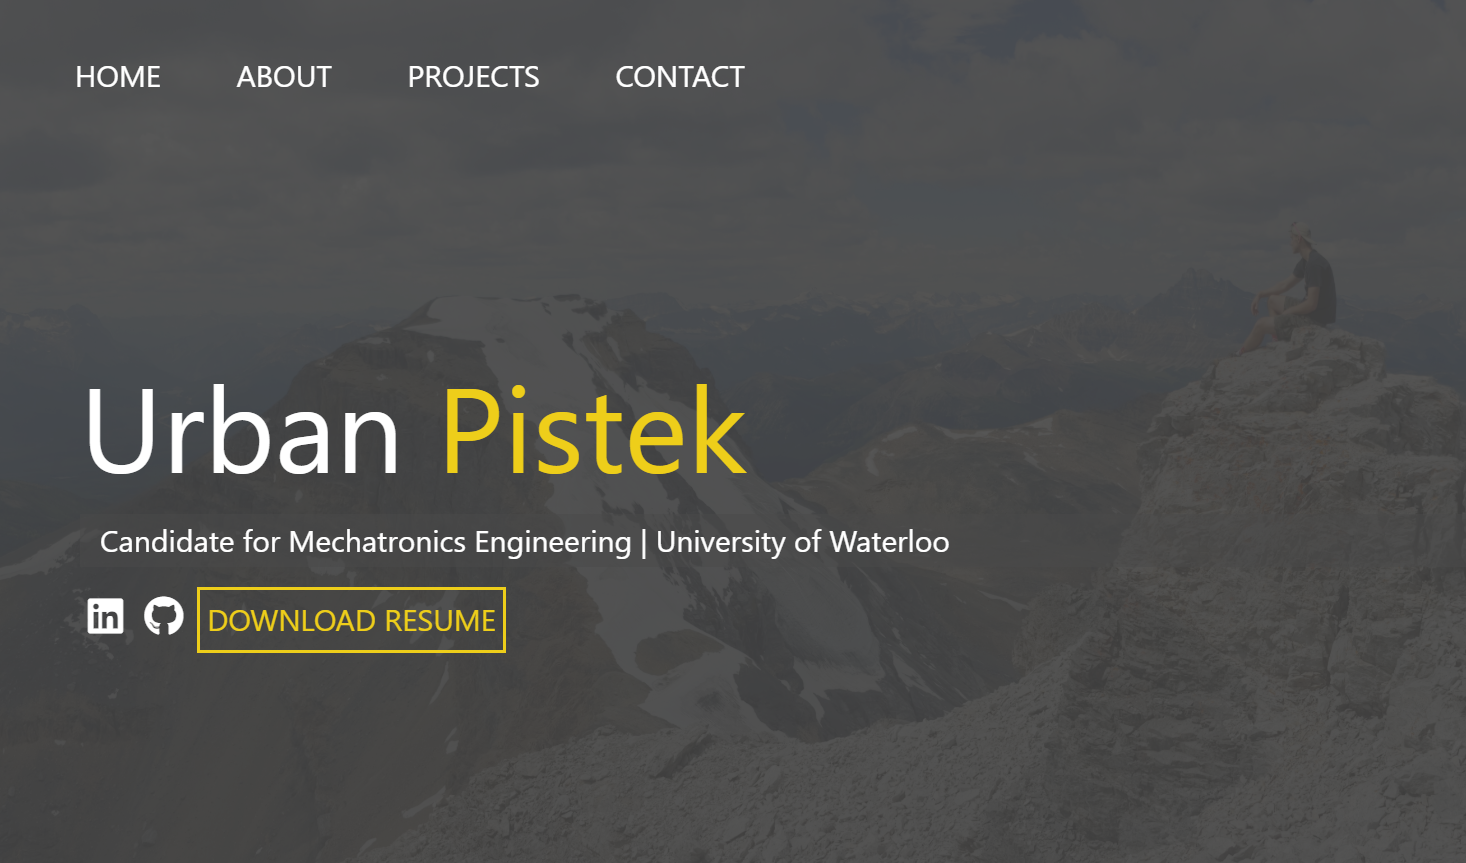 HOME ABOUT PROJECTS CONTACT
Urban Pistek
Candidate for Mechatronics Engineering | University of Waterloo
in DOWNLOAD RESUME